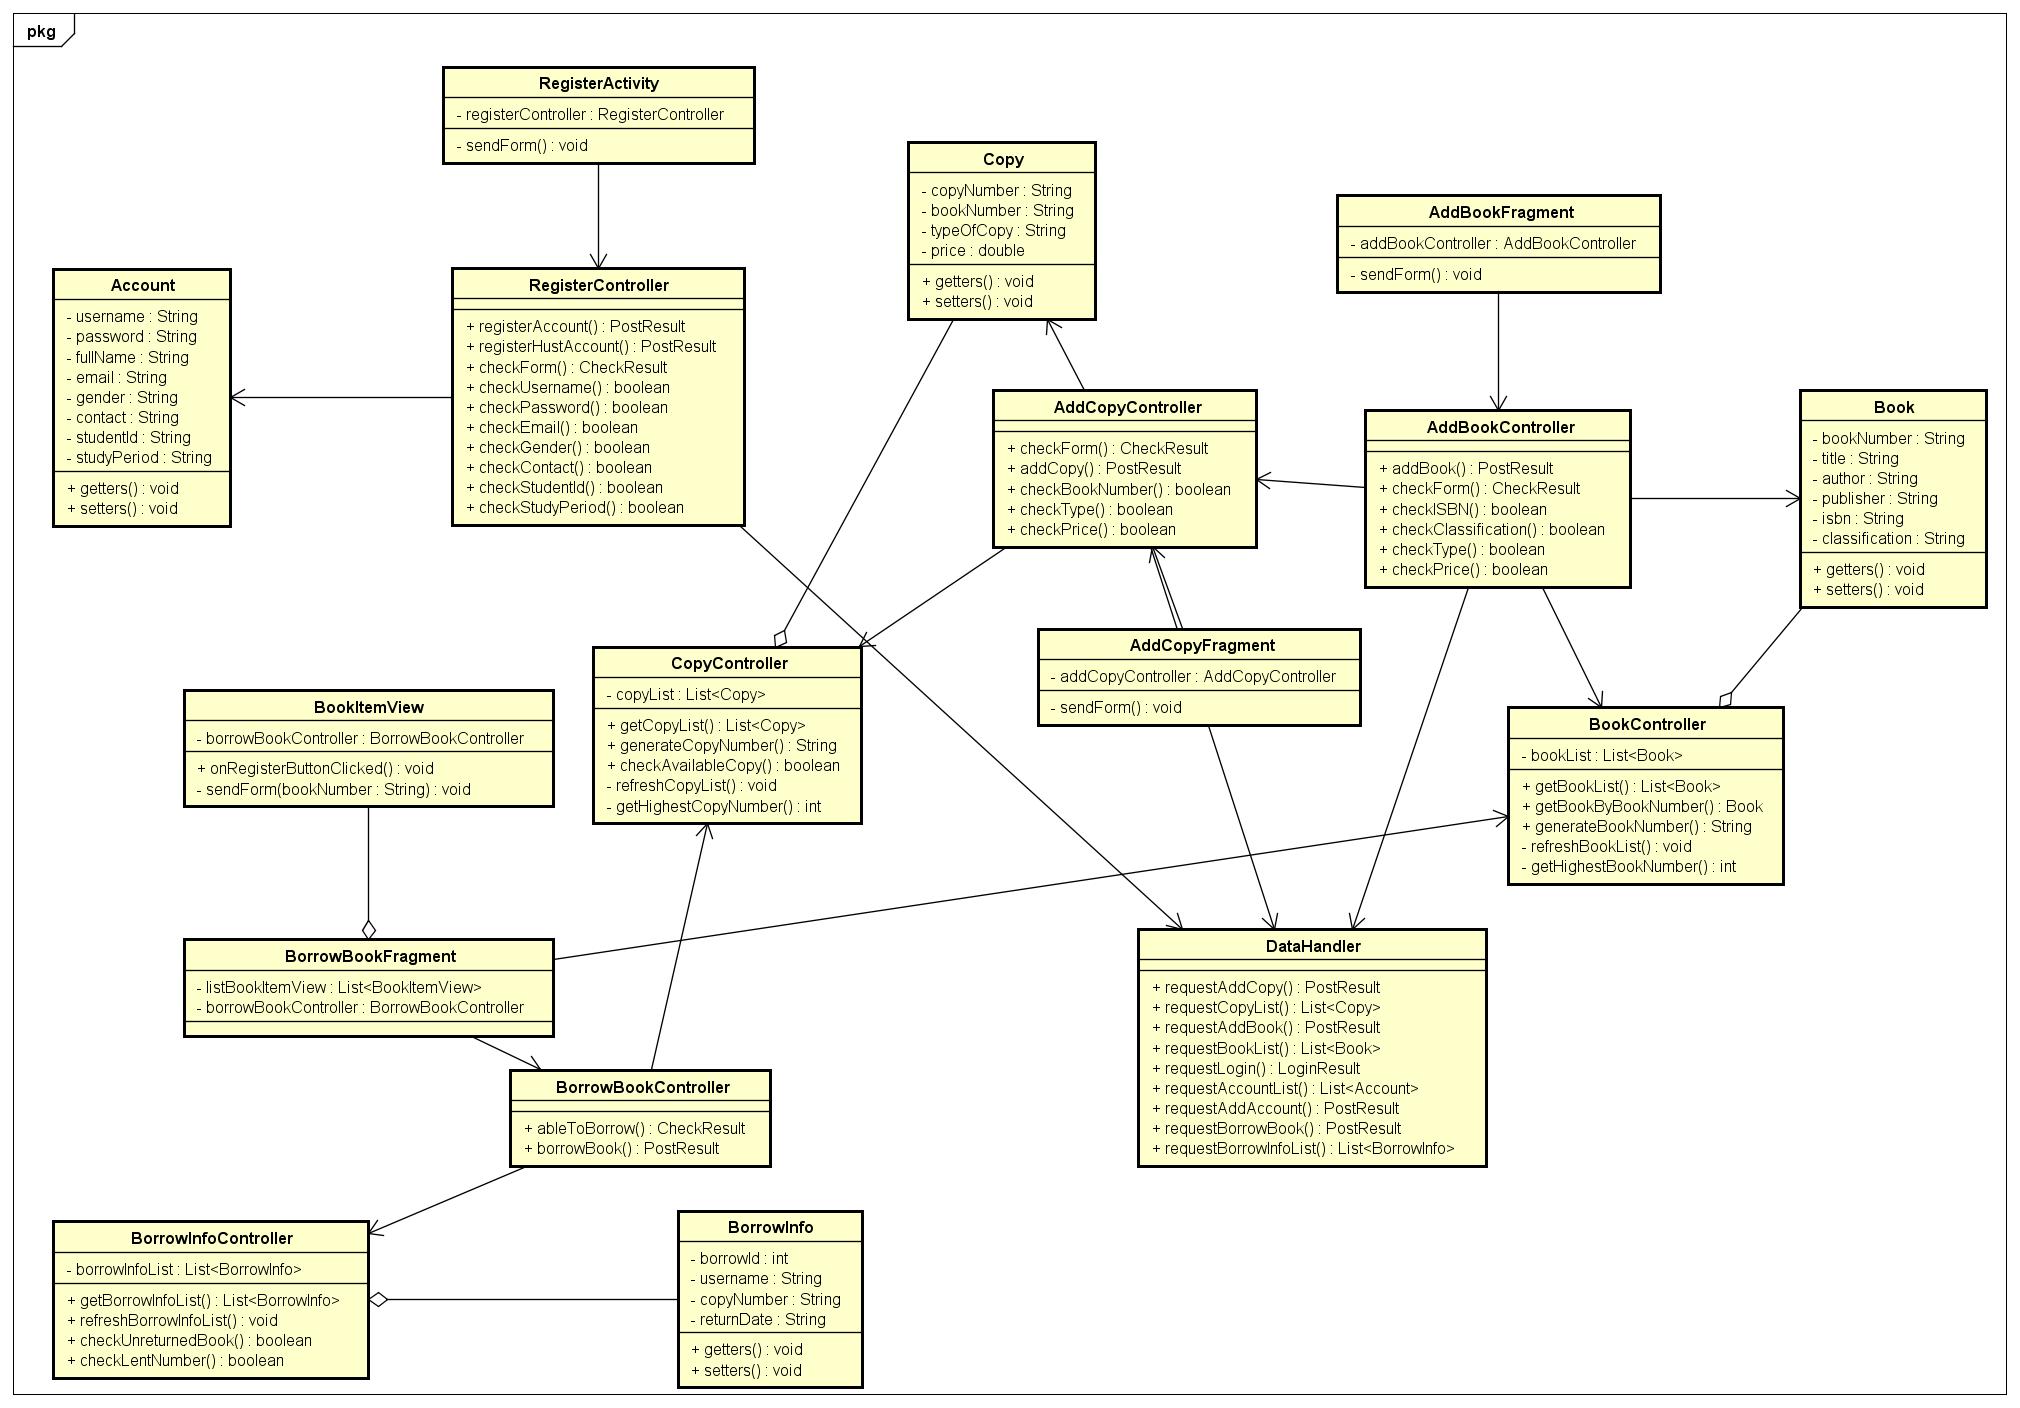 pkg
RegisterActivity
- registerController : RegisterController
- sendForm() : void
Copy
- copyNumber : String
- bookNumber : String
- typeOfCopy : String
- price : double
+ getters() : void
+ setters() : void
AddBookFragment
- addBookController : AddBookController
- sendForm() : void
Account
- username : String
- password : String
- fullName : String
- email : String
- gender : String
- contact : String
- studentId : String
- studyPeriod : String
+ getters() : void
+ setters() : void
RegisterController
+ registerAccount() : PostResult
+ registerHustAccount() : PostResult
+ checkForm() : CheckResult
+ checkUsername() : boolean
+ checkPassword() : boolean
+ checkEmail() : boolean
+ checkGender() : boolean
+ checkContact() : boolean
+ checkStudentId() : boolean
+ checkStudyPeriod() : boolean
AddCopyController
+ checkForm() : CheckResult
+ addCopy() : PostResult
+ checkBookNumber() : boolean
+ checkType() : boolean
+ checkPrice() : boolean
AddBookController
+ addBook() : PostResult
+ checkForm() : CheckResult
+ checkISBN() : boolean
+ checkClassification() : boolean
+ checkType() : boolean
+ checkPrice() : boolean
Book
- bookNumber : String
- title : String
- author : String
- publisher : String
- isbn : String
- classification : String
+ getters() : void
+ setters() : void
CopyController
- copyList : List<Copy>
+ getCopyList() : List<Copy>
+ generateCopyNumber() : String
+ checkAvailableCopy() : boolean
- refreshCopyList() : void
- getHighestCopyNumber() : int
AddCopyFragment
- addCopyController : AddCopyController
- sendForm() : void
BookItemView
- borrowBookController : BorrowBookController
+ onRegisterButtonClicked() : void
- sendForm(bookNumber : String) : void
BookController
- bookList : List<Book>
+ getBookList() : List<Book>
+ getBookByBookNumber() : Book
+ generateBookNumber() : String
- refreshBookList() : void
- getHighestBookNumber() : int
BorrowBookFragment
- listBookItemView : List<BookItemView>
- borrowBookController : BorrowBookController
DataHandler
+ requestAddCopy() : PostResult
+ requestCopyList() : List<Copy>
+ requestAddBook() : PostResult
+ requestBookList() : List<Book>
+ requestLogin() : LoginResult
+ requestAccountList() : List<Account>
+ requestAddAccount() : PostResult
+ requestBorrowBook() : PostResult
+ requestBorrowInfoList() : List<BorrowInfo>
BorrowBookController
+ ableToBorrow() : CheckResult
+ borrowBook() : PostResult
BorrowInfoController
- borrowInfoList : List<BorrowInfo>
+ getBorrowInfoList() : List<BorrowInfo>
+ refreshBorrowInfoList() : void
+ checkUnreturnedBook() : boolean
+ checkLentNumber() : boolean
BorrowInfo
- borrowId : int
- username : String
- copyNumber : String
- returnDate : String
+ getters() : void
+ setters() : void